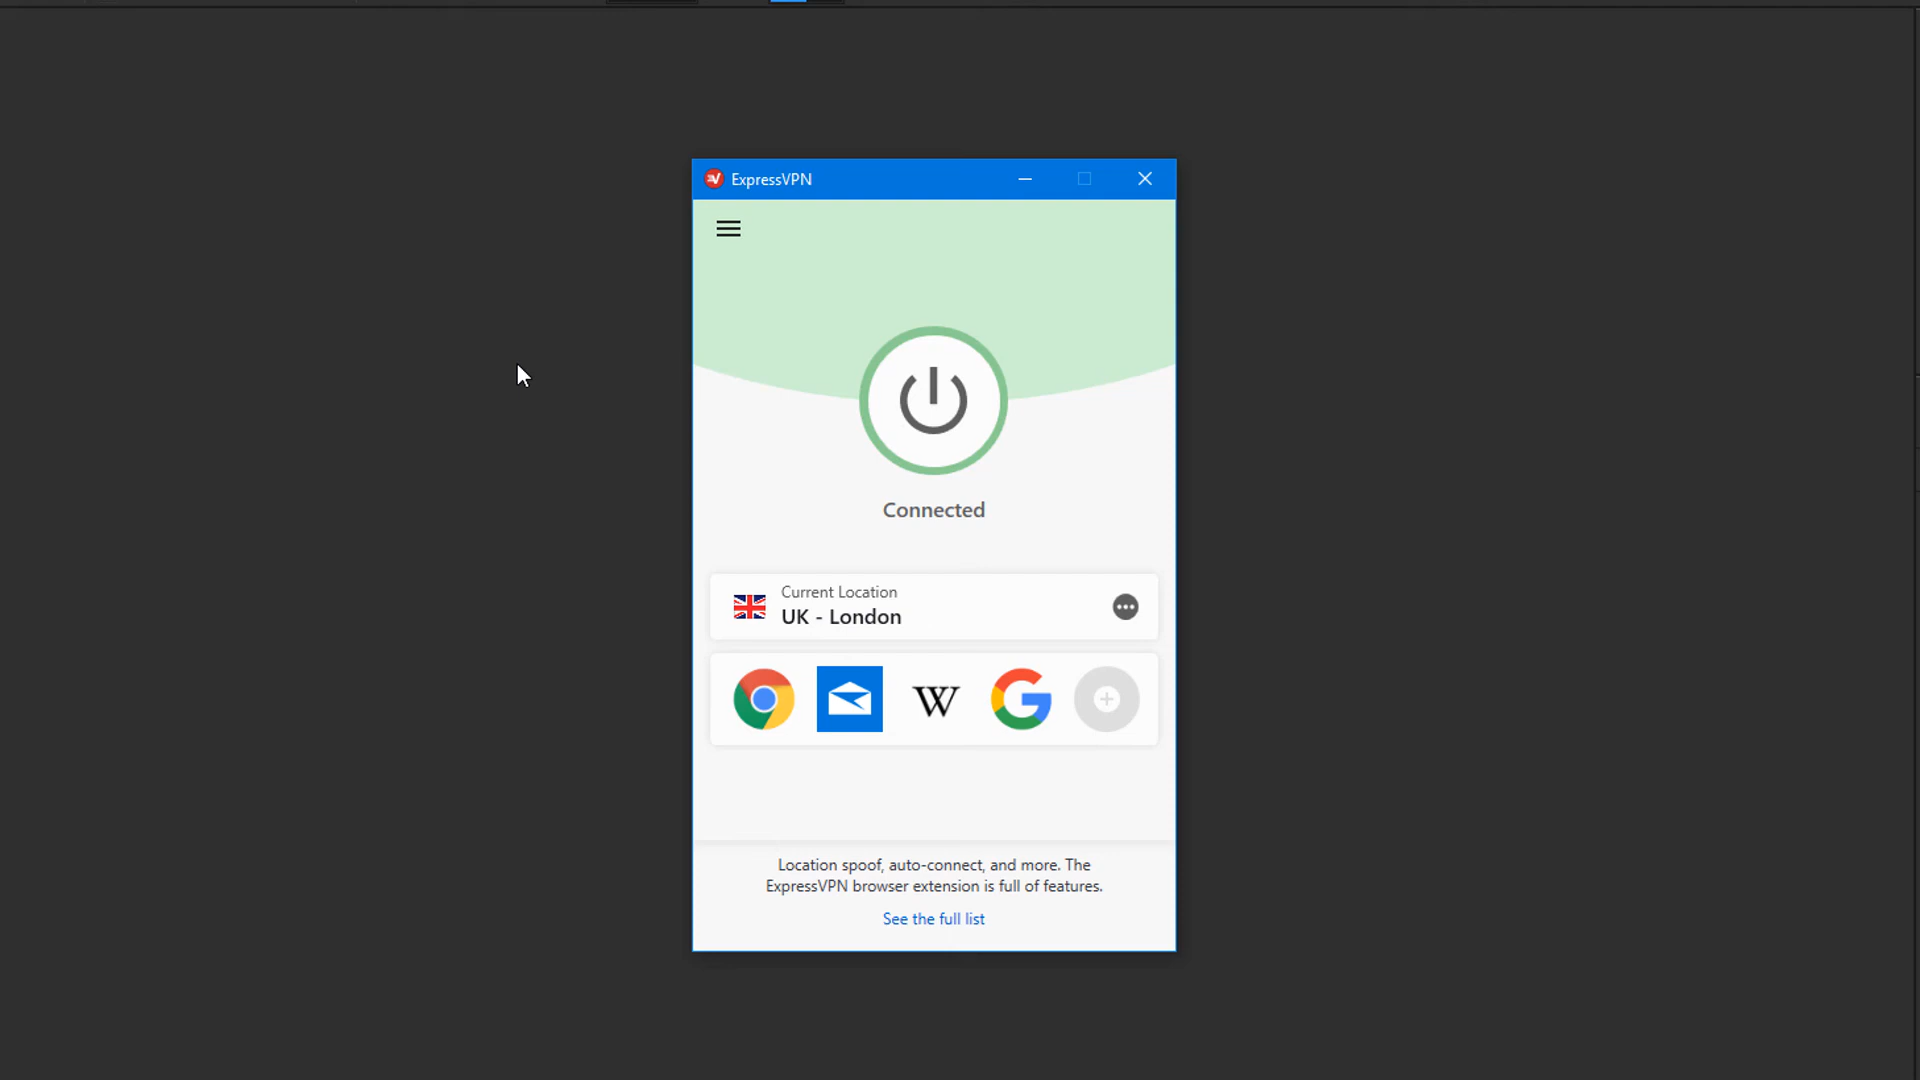 ExpressVPN
Connected
Current Location
UK - London
W
G
Location spoof, auto-connect, and more. The
ExpressVPN browser extension is full of features.
See the full list